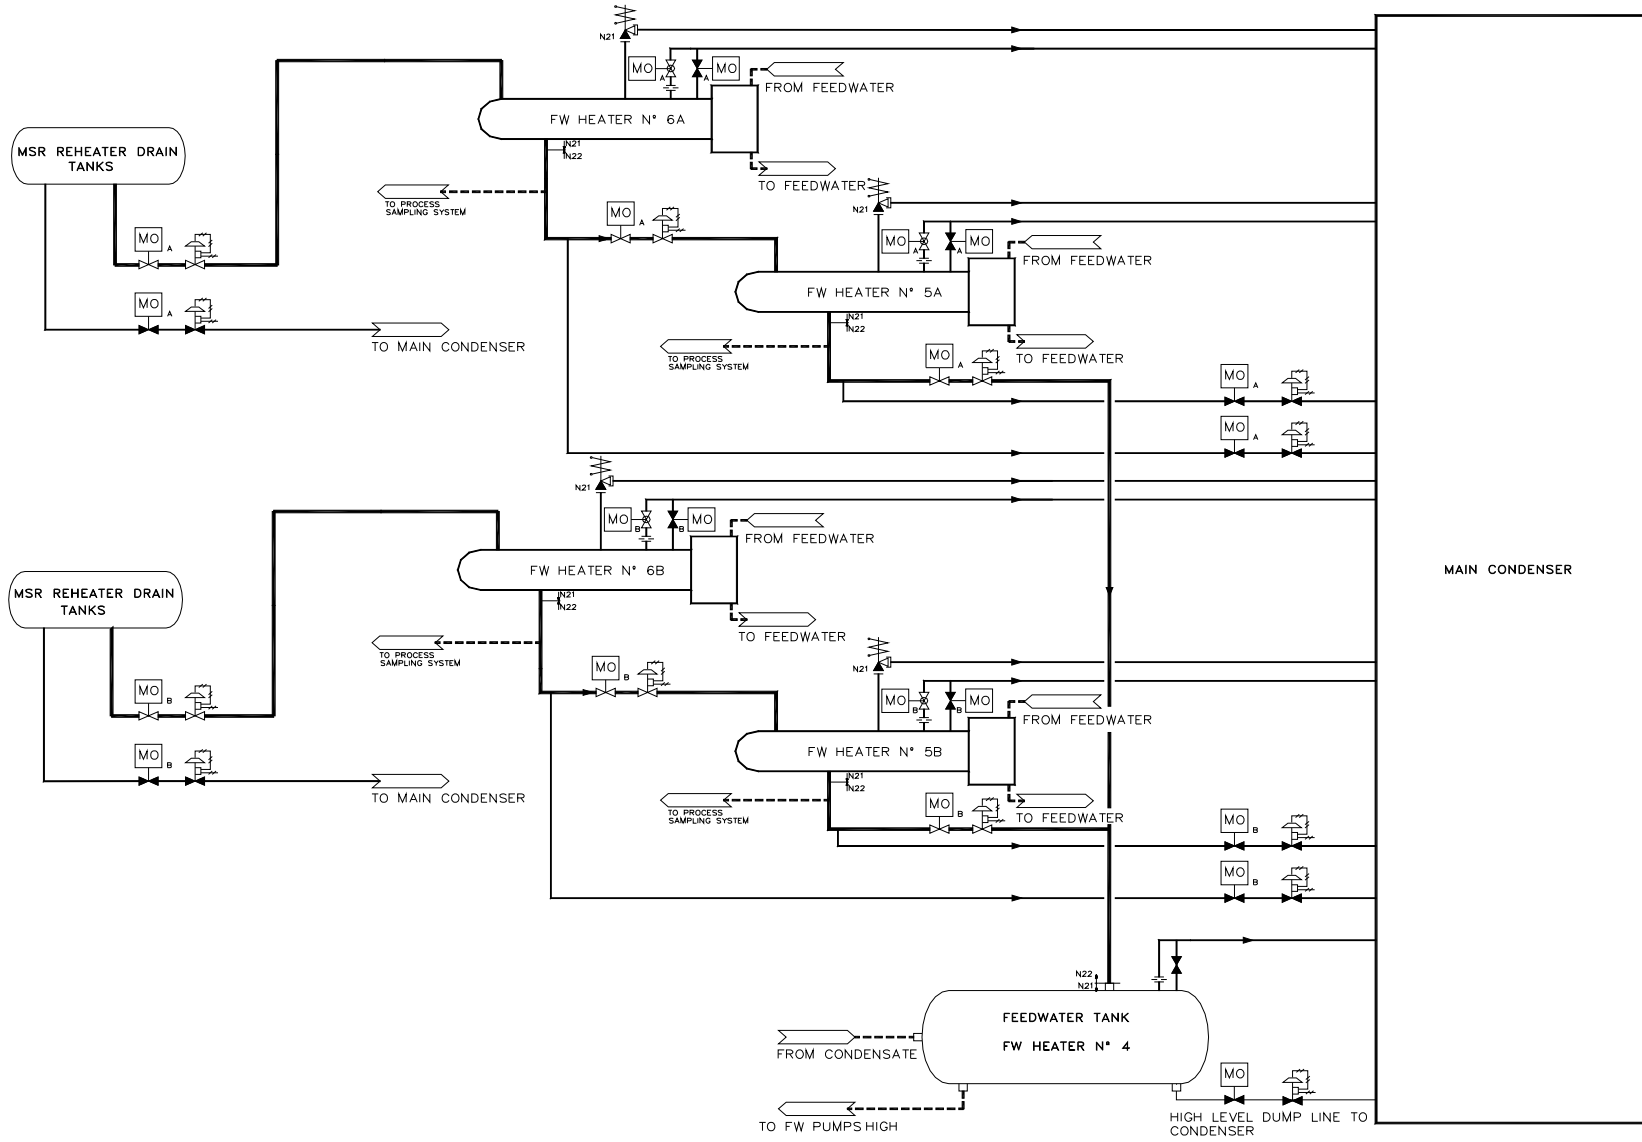 N21
MO
A
A
MO
FROM FEEDWATER
FW HEATER N° 6A
MSR REHEATER DRAIN
TANKS
N21
N22
TO FEEDWATER
TO PROCESS
SAMPLING SYSTEM
N21
MO
A
MO
A
MO
A
A
MO
FROM FEEDWATER
MO
A
FW HEATER N° 5A
TO MAIN CONDENSER
N21
N22
TO FEEDWATER
TO PROCESS
SAMPLING SYSTEM
MO
A
MO
A
MO
A
N21
MO
B
B
MO
FROM FEEDWATER
FW HEATER N° 6B
MAIN CONDENSER
MSR REHEATER DRAIN
TANKS
N21
N22
TO FEEDWATER
TO PROCESS
SAMPLING SYSTEM
N21
MO
B
MO
B
MO
B
B
MO
FROM FEEDWATER
MO
B
FW HEATER N° 5B
TO MAIN CONDENSER
N21
N22
TO FEEDWATER
TO PROCESS
SAMPLING SYSTEM
MO
B
MO
B
MO
B
N22
N21
FEEDWATER TANK
FW HEATER N° 4
FROM CONDENSATE
MO
TO FW PUMPS HIGH
HIGH LEVEL DUMP LINE TO
CONDENSER